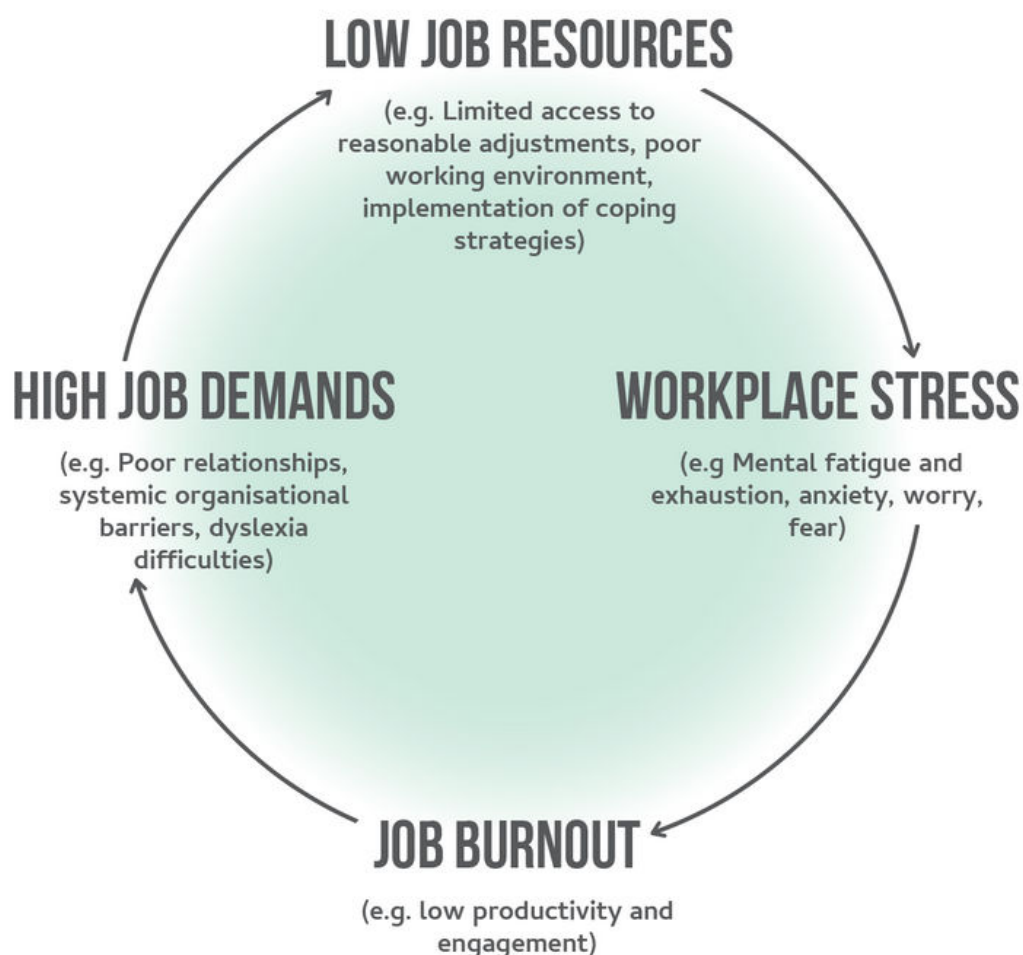 LOW JOB RESOURCES
(e.g. Limited access to
reasonable adjustments, poor
working environment,
implementation of coping
strategies)
HIGH JOB DEMANDS
(e.g. Poor relationships,
systemic organisational
barriers, dyslexia
difficulties)
WORKPLACE STRESS
(e.g Mental fatigue and
exhaustion, anxiety, worry,
fear)
JOB BURNOUT
(e.g. low productivity and
engagement)